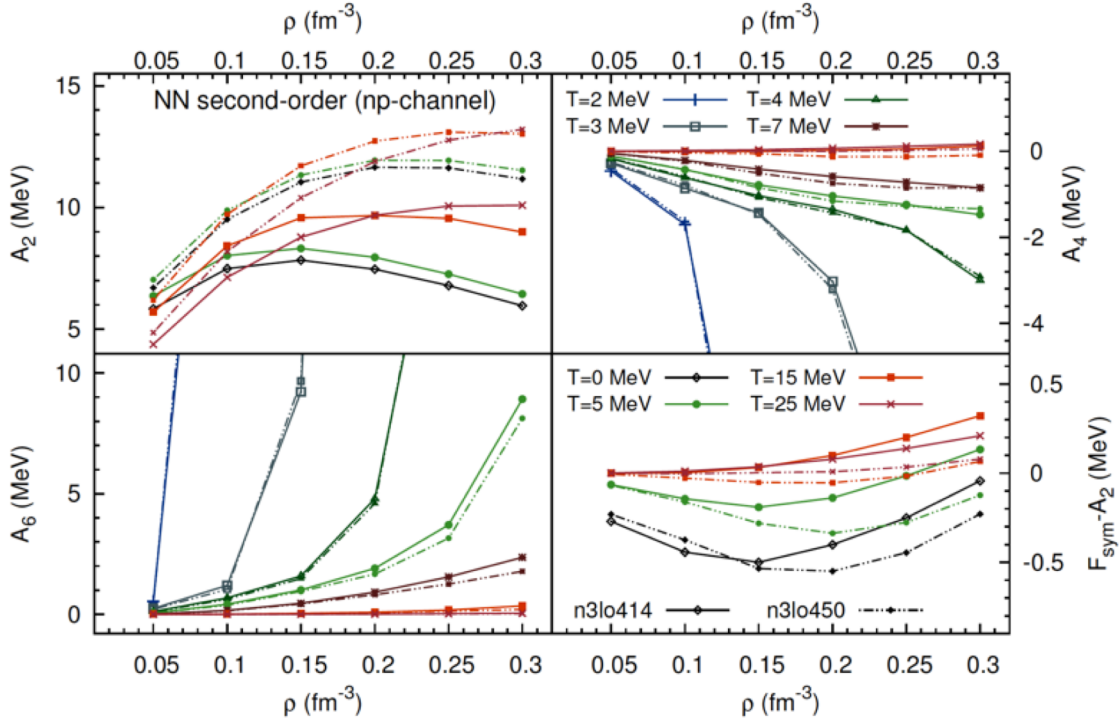 ρ (fm-3)
0.05 0.1 0.15 0.2 0.25 0.3 0.05 0.1 0.15 0.2 0.25 0.3
NN second-order (np-channel)
15
10
5
A2 (MeV)
T=2 MeV T=4 MeV
T=3 MeV T=7 MeV
0
-2
-4
A4 (MeV)
10
5
0
A6 (MeV)
T=0 MeV T=15 MeV
T=5 MeV T=25 MeV
0.5
0
-0.5
Fsym-A2 (MeV)
n3lo414 n3lo450
0.05 0.1 0.15 0.2 0.25 0.3 0.05 0.1 0.15 0.2 0.25 0.3
ρ (fm-3) ρ (fm-3)
ρ (fm-3)